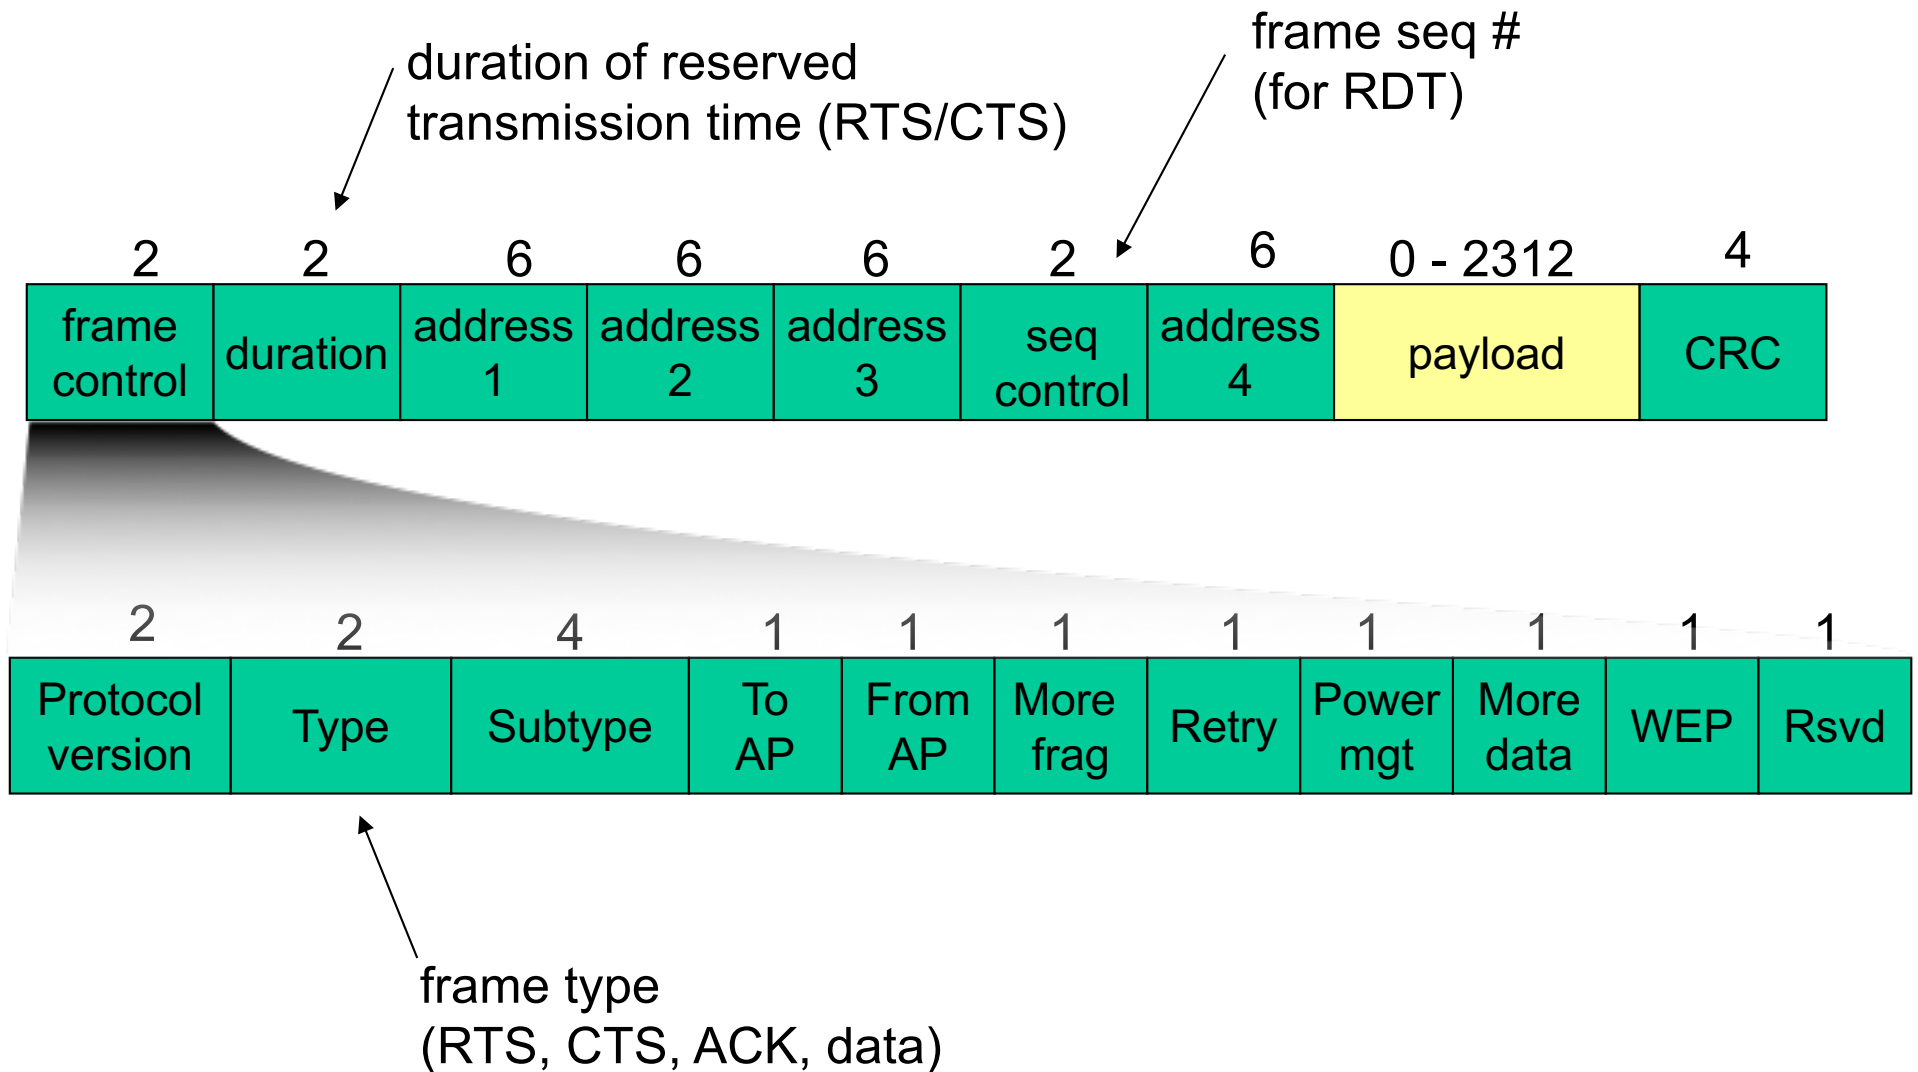 duration of reserved
transmission time (RTS/CTS)
frame seq #
(for RDT)
2 2 6 6 6 2 6 0 - 2312 4
frame
control
duration
address
1
address
2
address
3
seq
control
address
4
payload
CRC
2 2 4 1 1 1 1 1 1 1 1
Protocol
version
Type
Subtype
To
AP
From
AP
More
frag
Retry
Power
mgt
More
data
WEP
Rsvd
frame type
(RTS, CTS, ACK, data)